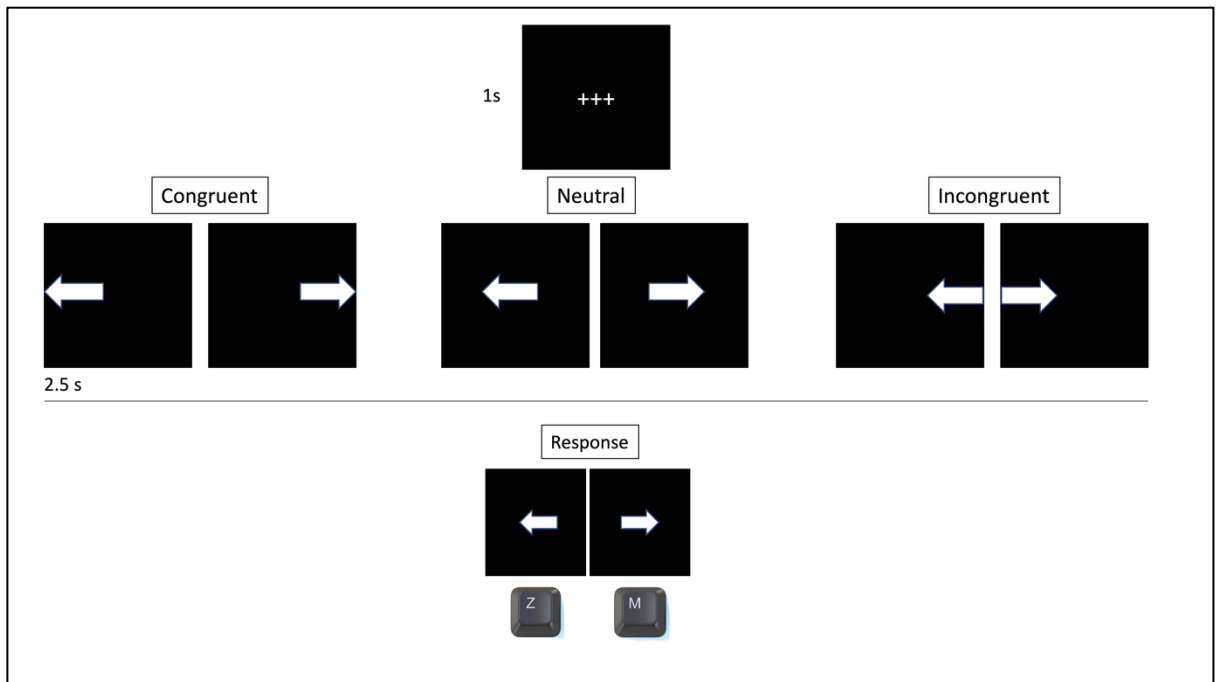 1s
+++
Congruent
Neutral
Incongruent
2.5 s
Response
Z
M